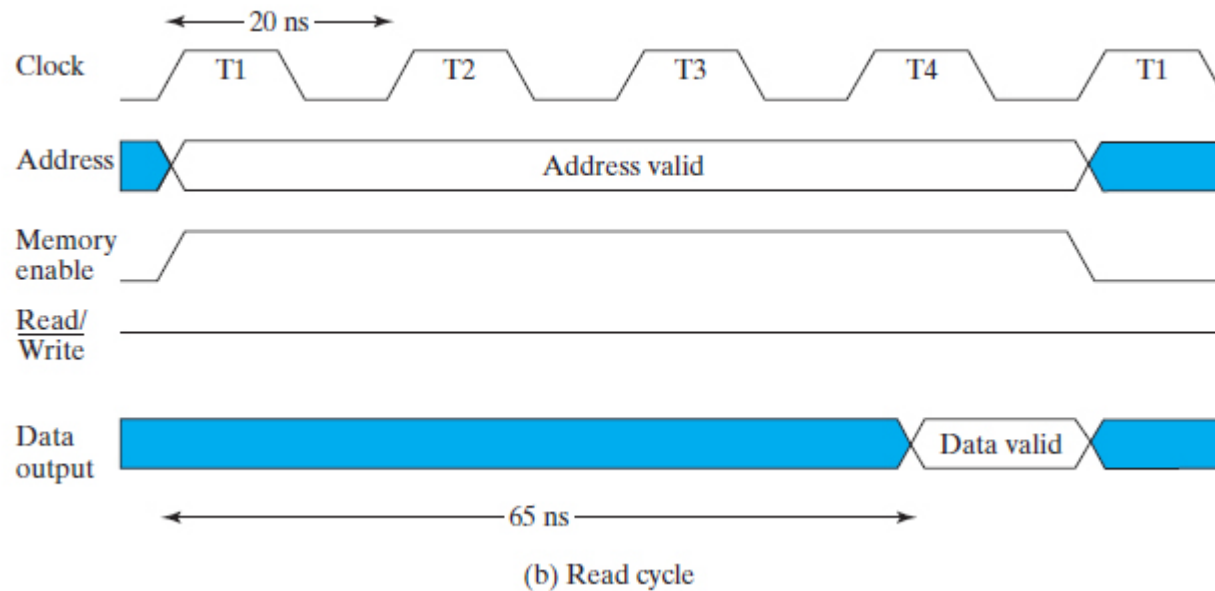 20 ns
Clock
T1 T2 T3 T4 T1
Address
Address valid
Memory
enable
Read/
Write
Data
output
Data valid
65 ns
(b) Read cycle